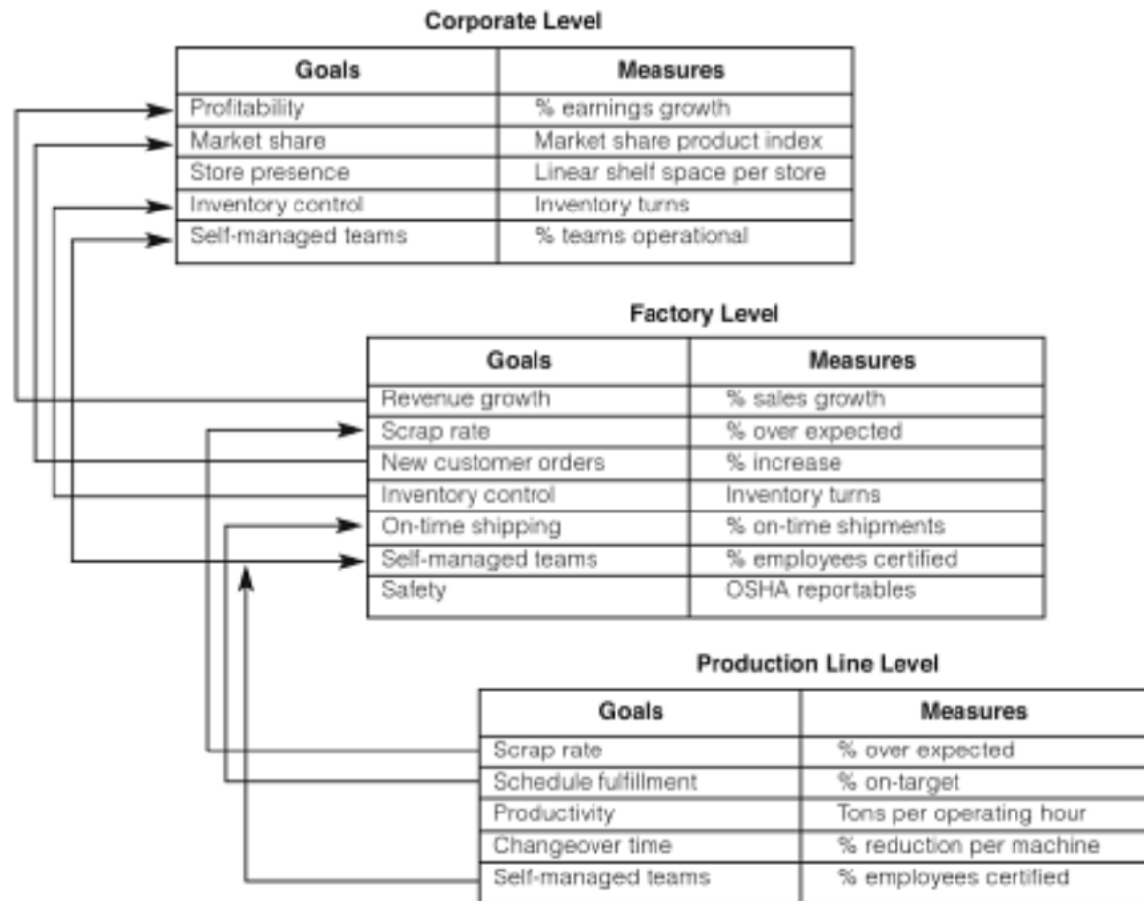 Corporate Level
Goals Measures
Profitability % earnings growth
Market share Market share product index
Store presence Linear shelf space per store
Inventory control Inventory turns
Self-managed teams % teams operational
Factory Level
Goals Measures
Revenue growth % sales growth
Scrap rate % over expected
New customer orders % increase
Inventory control Inventory turns
On-time shipping % on-time shipments
Self-managed teams % employees certified
Safety OSHA reportables
Production Line Level
Goals Measures
Scrap rate % over expected
Schedule fulfillment % on-target
Productivity Tons per operating hour
Changeover time % reduction per machine
Self-managed teams % employees certified